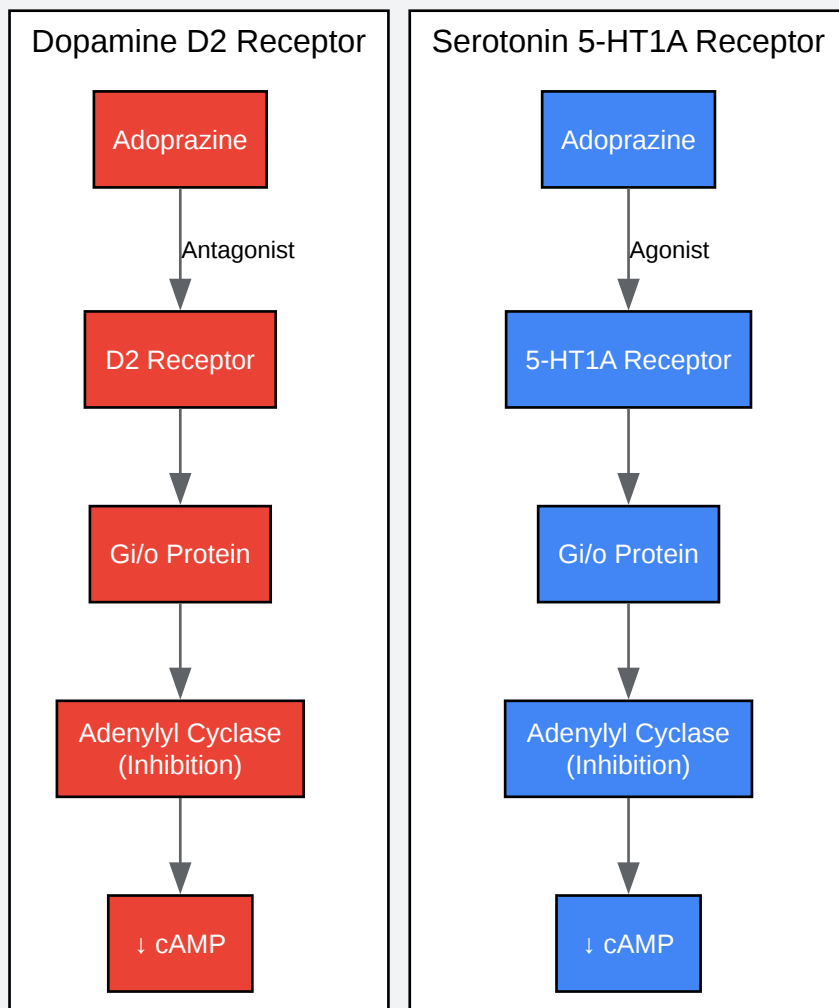 Dopamine D2 Receptor
Adoprazine
Antagonist
D2 Receptor
Gi/o Protein
Adenylyl Cyclase
(Inhibition)
↓ cAMP
Serotonin 5-HT1A Receptor
Adoprazine
Agonist
5-HT1A Receptor
Gi/o Protein
Adenylyl Cyclase
(Inhibition)
↓ cAMP